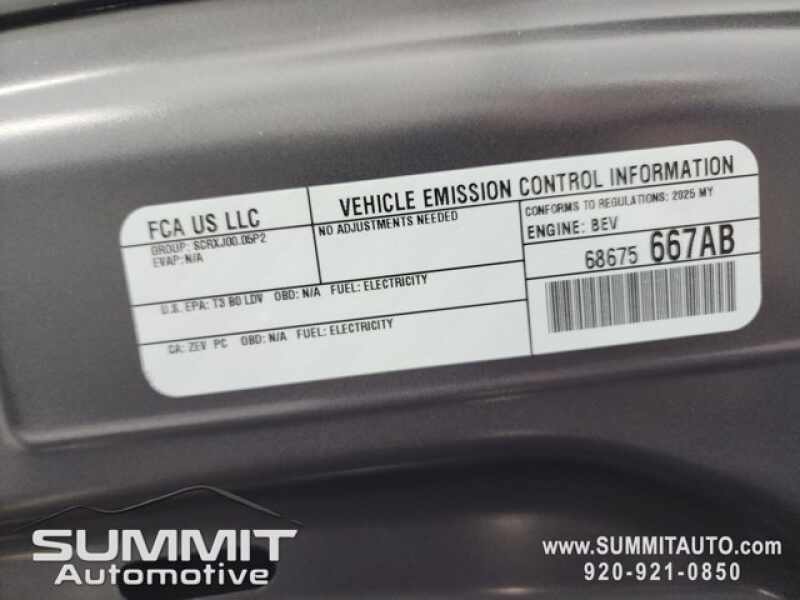 FCA US LLC
GROUP: SCRXJ00.05P2
EVAP: N/A
VEHICLE EMISSION CONTROL INFORMATION
NO ADJUSTMENTS NEEDED
CONFORMS TO REGULATIONS: 2025 MY
ENGINE: BEV
68675 667AB
U.S. EPA: T3 B0 LDV OBD: N/A FUEL: ELECTRICITY
CA: ZEV PC OBD: N/A FUEL: ELECTRICITY
SUMMIT
Automotive
www.SUMMITAUTO.com
920-921-0850